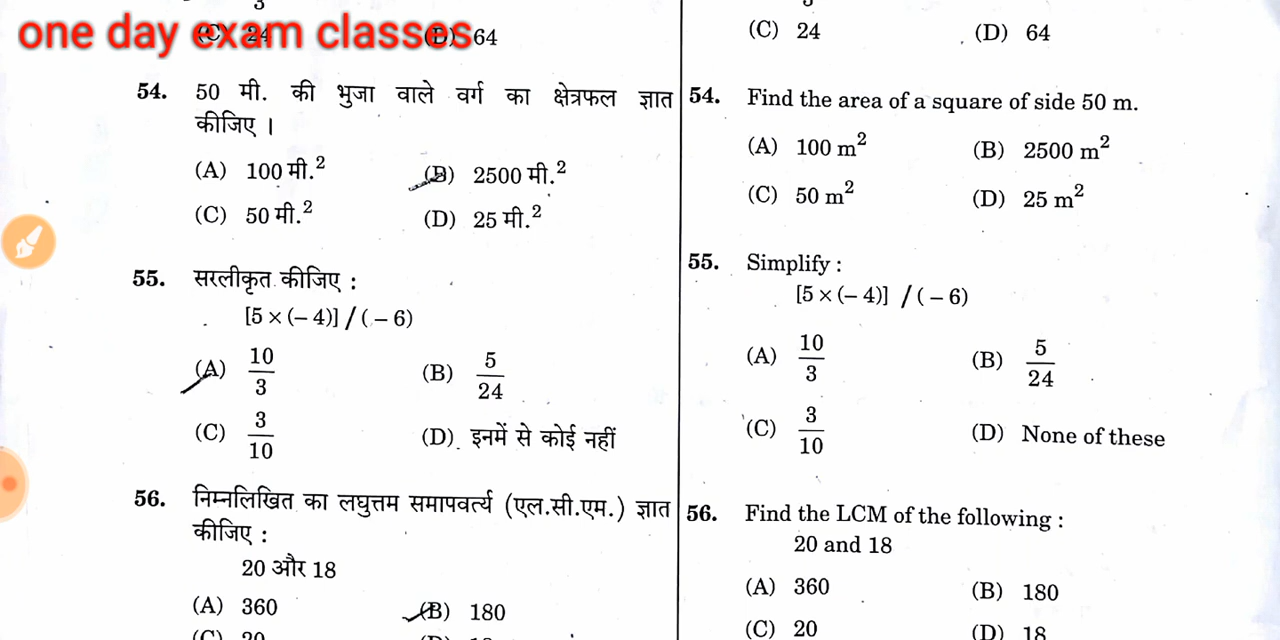 one day exam classes
(C) 24 (D) 64
54. 50 मी. की भुजा वाले वर्ग का क्षेत्रफल ज्ञात
कीजिए ।
(A) 100 मी.² (B) 2500 मी.²
(C) 50 मी.² (D) 25 मी.²
55. सरलीकृत कीजिए :
[5 × (– 4)] / ( – 6)
(A) 10/3 (B) 5/24
(C) 3/10 (D) इनमें से कोई नहीं
56. निम्नलिखित का लघुत्तम समापवर्त्य (एल.सी.एम.) ज्ञात
कीजिए :
20 और 18
(A) 360 (B) 180
(C) 20 (D) 18
(C) 24 (D) 64
54. Find the area of a square of side 50 m.
(A) 100 m² (B) 2500 m²
(C) 50 m² (D) 25 m²
55. Simplify :
[5 × (– 4)] / ( – 6)
(A) 10/3 (B) 5/24
(C) 3/10 (D) None of these
56. Find the LCM of the following :
20 and 18
(A) 360 (B) 180
(C) 20 (D) 18